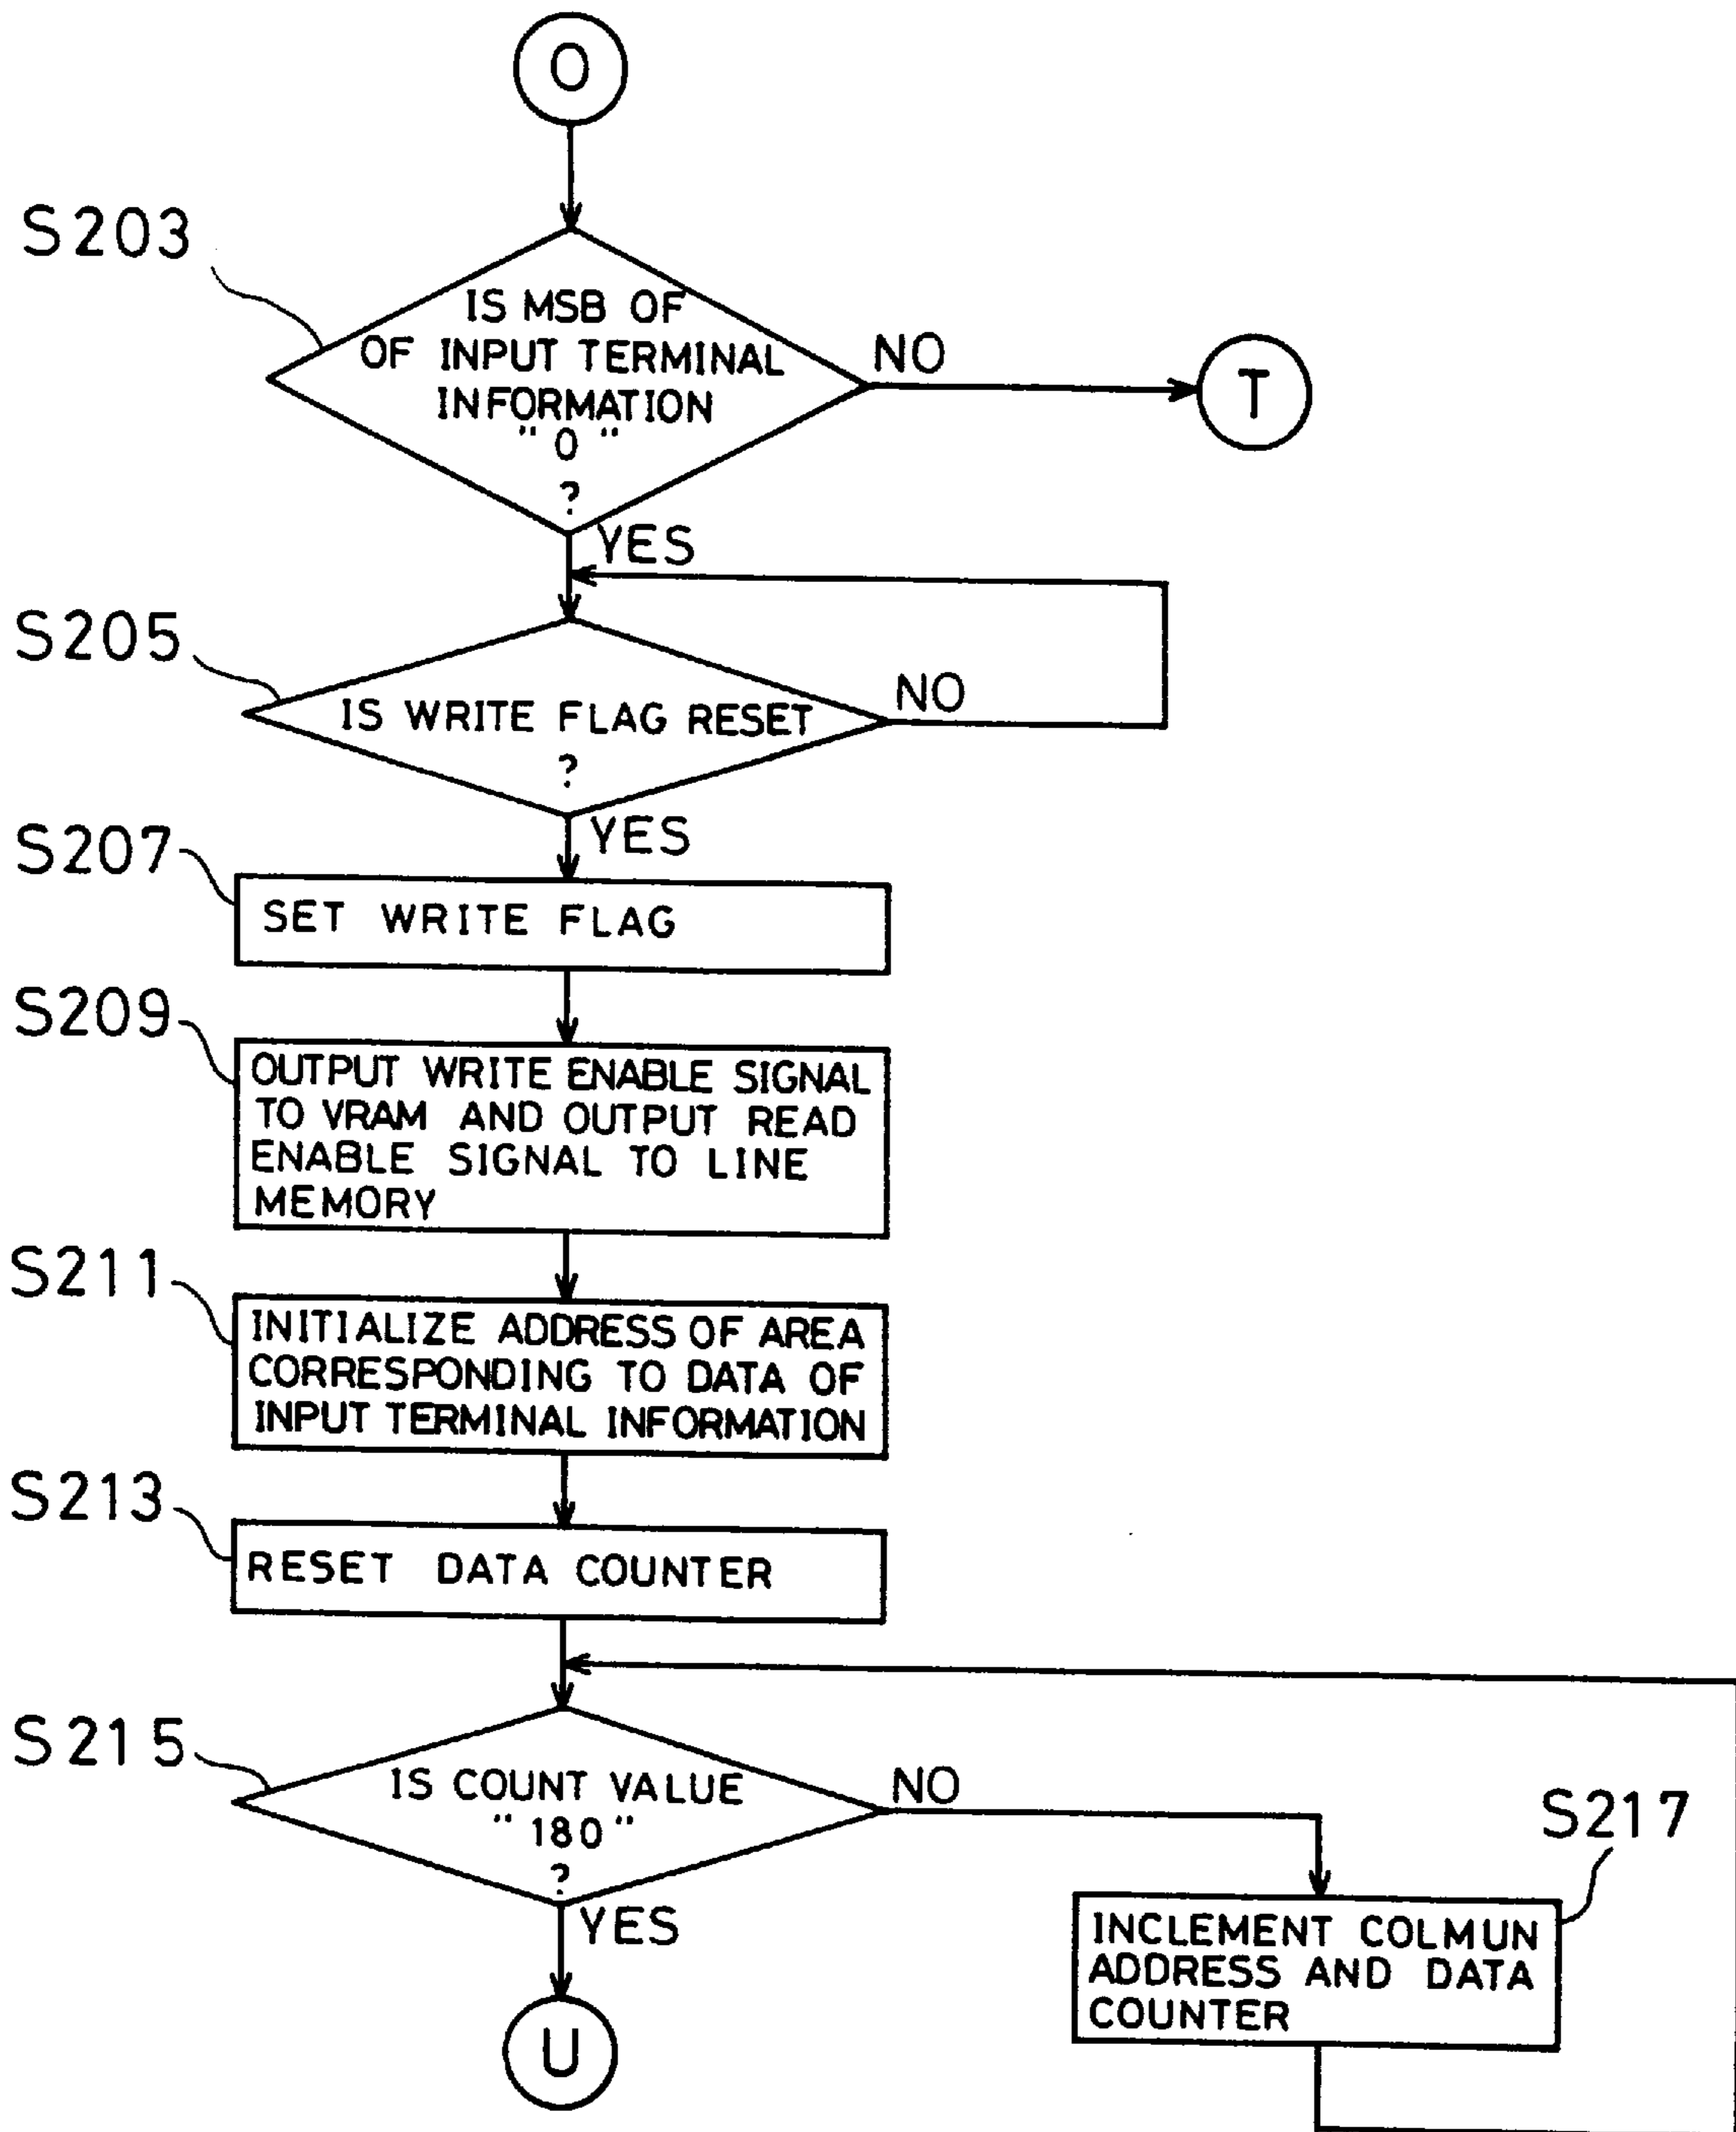 O
S203
IS MSB OF
OF INPUT TERMINAL
INFORMATION
"0"
?
NO
T
YES
S205
IS WRITE FLAG RESET
?
NO
YES
S207
SET WRITE FLAG
S209
OUTPUT WRITE ENABLE SIGNAL
TO VRAM AND OUTPUT READ
ENABLE SIGNAL TO LINE
MEMORY
S211
INITIALIZE ADDRESS OF AREA
CORRESPONDING TO DATA OF
INPUT TERMINAL INFORMATION
S213
RESET DATA COUNTER
S215
IS COUNT VALUE
"180"
?
NO
YES
S217
INCLEMENT COLMUN
ADDRESS AND DATA
COUNTER
U